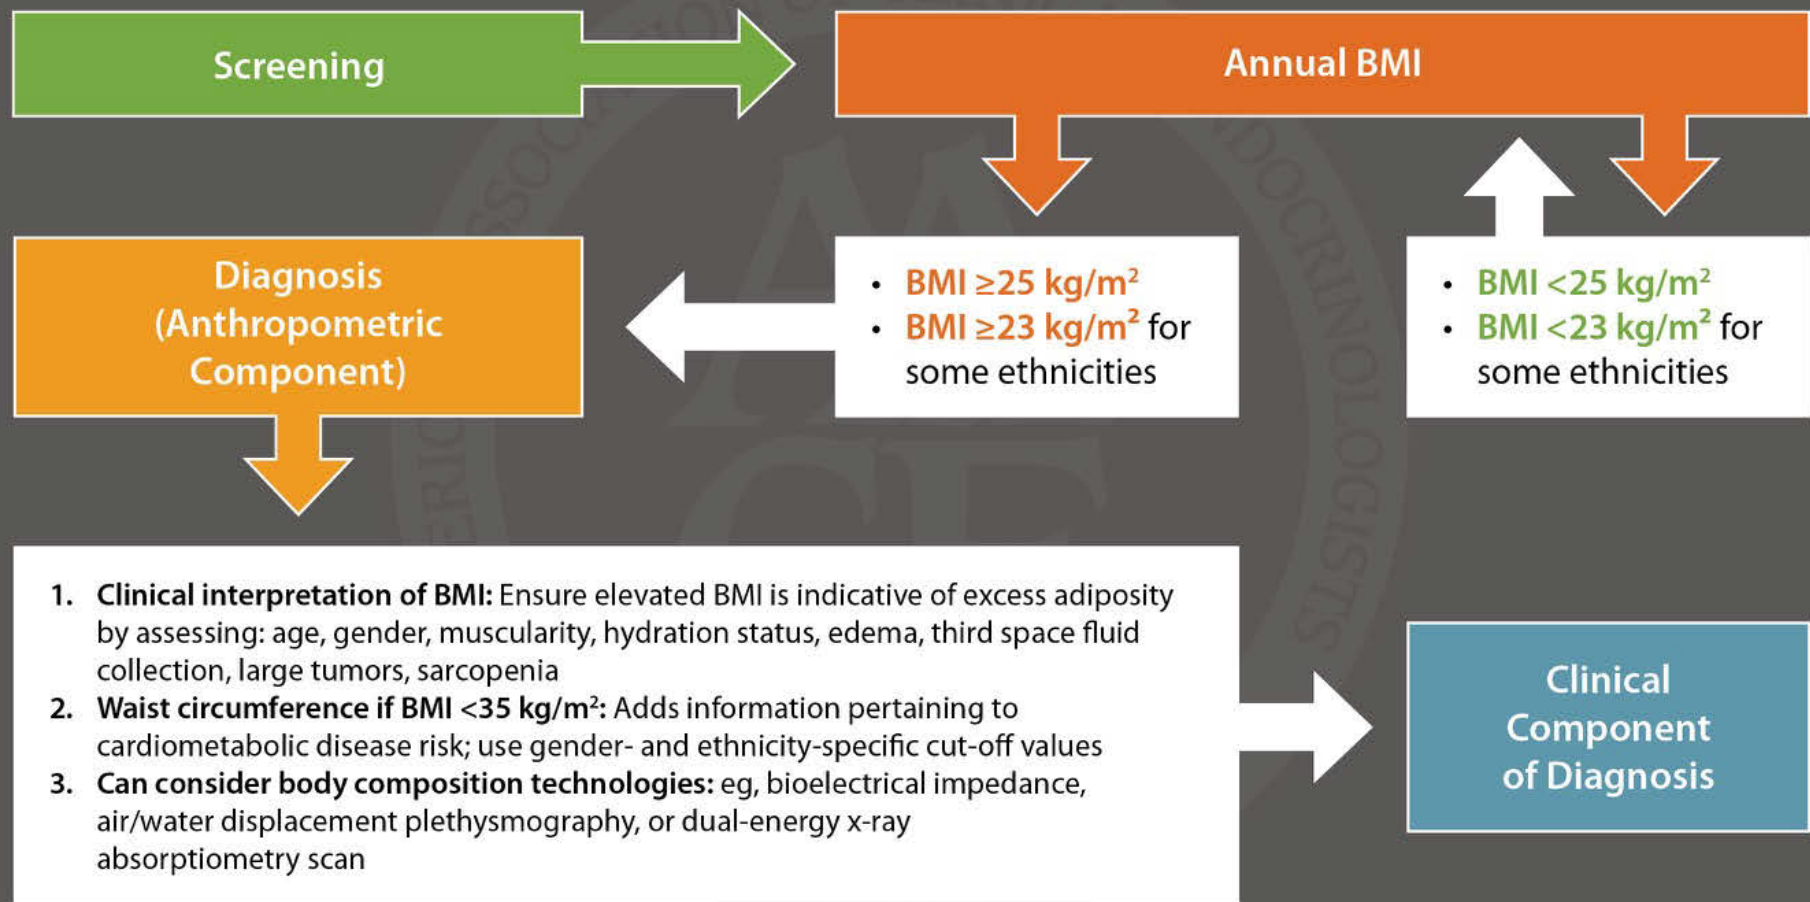 Screening
Annual BMI
Diagnosis
(Anthropometric
Component)
• BMI ≥25 kg/m²
• BMI ≥23 kg/m² for
some ethnicities
• BMI <25 kg/m²
• BMI <23 kg/m² for
some ethnicities
1. Clinical interpretation of BMI: Ensure elevated BMI is indicative of excess adiposity
by assessing: age, gender, muscularity, hydration status, edema, third space fluid
collection, large tumors, sarcopenia
2. Waist circumference if BMI <35 kg/m²: Adds information pertaining to
cardiometabolic disease risk; use gender- and ethnicity-specific cut-off values
3. Can consider body composition technologies: eg, bioelectrical impedance,
air/water displacement plethysmography, or dual-energy x-ray
absorptiometry scan
Clinical
Component
of Diagnosis